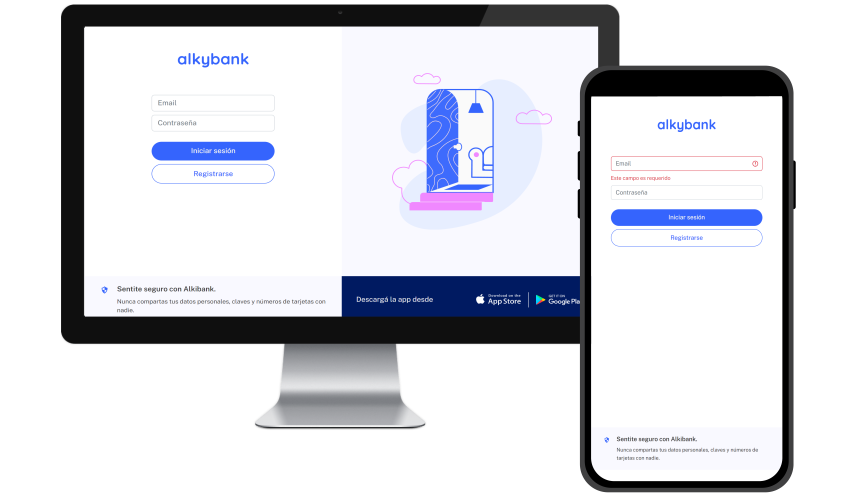 alkybank
Email
Contraseña
Iniciar sesión
Registrarse
Sentite seguro con Alkibank.
Nunca compartas tus datos personales, claves y números de tarjetas con
nadie.
Descargá la app desde
Download on the
App Store
GET IT ON
Google Pla
alkybank
Email
Este campo es requerido
Contraseña
Iniciar sesión
Registrarse
Sentite seguro con Alkibank.
Nunca compartas tus datos personales, claves y números de
tarjetas con nadie.